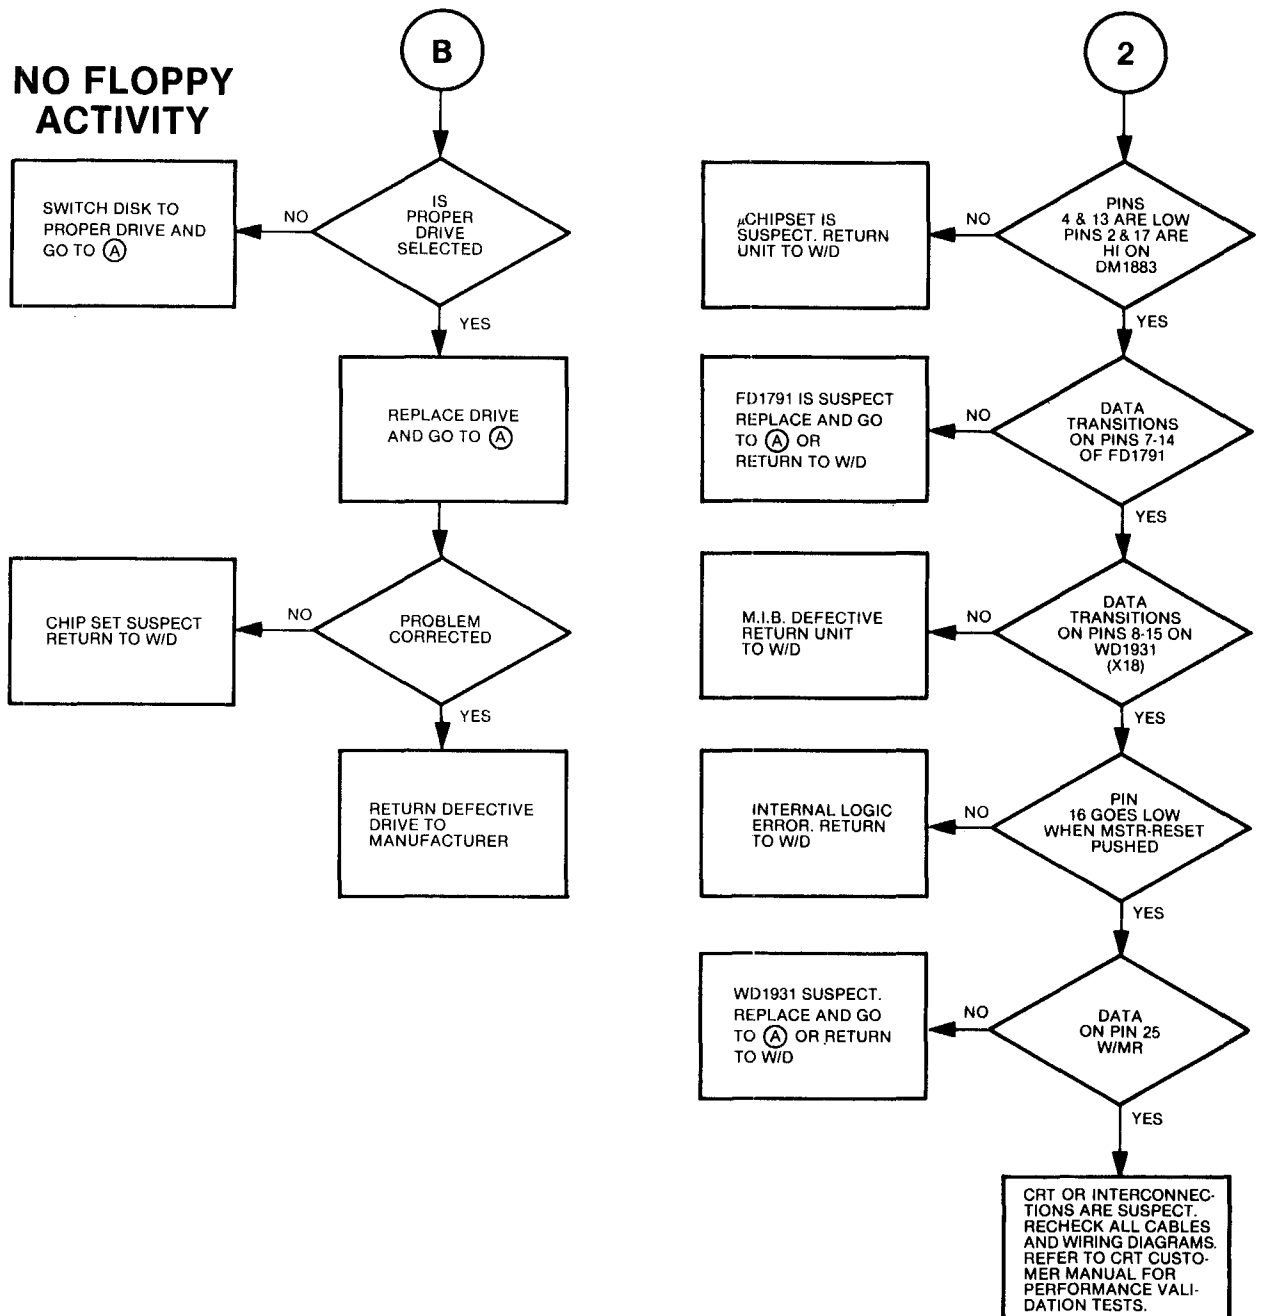 NO FLOPPY
ACTIVITY
B
IS
PROPER
DRIVE
SELECTED
NO
SWITCH DISK TO
PROPER DRIVE AND
GO TO A
YES
REPLACE DRIVE
AND GO TO A
PROBLEM
CORRECTED
NO
CHIP SET SUSPECT
RETURN TO W/D
YES
RETURN DEFECTIVE
DRIVE TO
MANUFACTURER
2
PINS
4 & 13 ARE LOW
PINS 2 & 17 ARE
HI ON
DM1883
NO
μCHIPSET IS
SUSPECT. RETURN
UNIT TO W/D
YES
DATA
TRANSITIONS
ON PINS 7-14
OF FD1791
NO
FD1791 IS SUSPECT
REPLACE AND GO
TO A OR
RETURN TO W/D
YES
DATA
TRANSITIONS
ON PINS 8-15 ON
WD1931
(X18)
NO
M.I.B. DEFECTIVE
RETURN UNIT
TO W/D
YES
PIN
16 GOES LOW
WHEN MSTR-RESET
PUSHED
NO
INTERNAL LOGIC
ERROR. RETURN
TO W/D
YES
DATA
ON PIN 25
W/MR
NO
WD1931 SUSPECT.
REPLACE AND GO
TO A OR RETURN
TO W/D
YES
CRT OR INTERCONNEC-
TIONS ARE SUSPECT.
RECHECK ALL CABLES
AND WIRING DIAGRAMS.
REFER TO CRT CUSTO-
MER MANUAL FOR
PERFORMANCE VALI-
DATION TESTS.